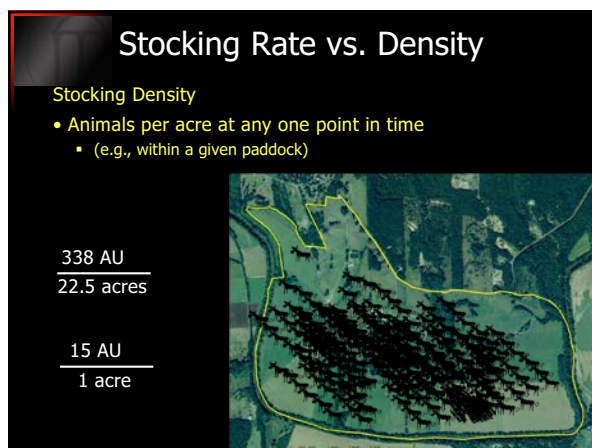 Stocking Rate vs. Density
Stocking Density
• Animals per acre at any one point in time
▪ (e.g., within a given paddock)
338 AU
22.5 acres
15 AU
1 acre